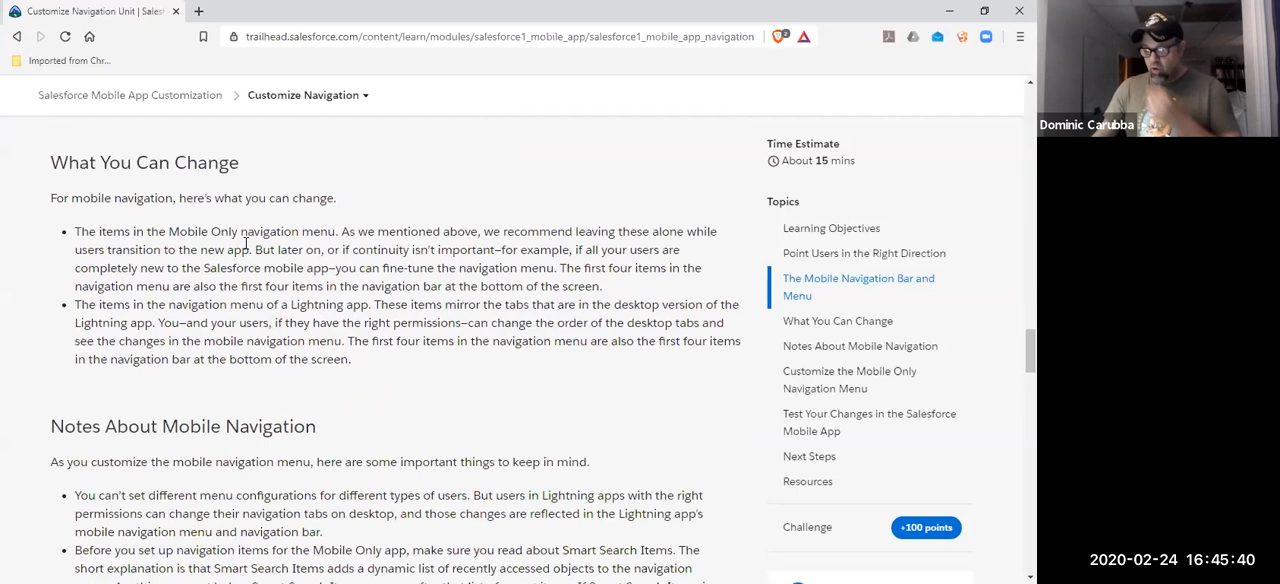 Customize Navigation Unit | Sales
trailhead.salesforce.com/content/learn/modules/salesforce1_mobile_app/salesforce1_mobile_app_navigation
2
Imported from Chr...
Salesforce Mobile App Customization
Customize Navigation
What You Can Change
For mobile navigation, here's what you can change.
The items in the Mobile Only navigation menu. As we mentioned above, we recommend leaving these alone while
users transition to the new app. But later on, or if continuity isn't important—for example, if all your users are
completely new to the Salesforce mobile app—you can fine-tune the navigation menu. The first four items in the
navigation menu are also the first four items in the navigation bar at the bottom of the screen.
The items in the navigation menu of a Lightning app. These items mirror the tabs that are in the desktop version of the
Lightning app. You—and your users, if they have the right permissions—can change the order of the desktop tabs and
see the changes in the mobile navigation menu. The first four items in the navigation menu are also the first four items
in the navigation bar at the bottom of the screen.
Notes About Mobile Navigation
As you customize the mobile navigation menu, here are some important things to keep in mind.
You can't set different menu configurations for different types of users. But users in Lightning apps with the right
permissions can change their navigation tabs on desktop, and those changes are reflected in the Lightning app's
mobile navigation menu and navigation bar.
Before you set up navigation items for the Mobile Only app, make sure you read about Smart Search Items. The
short explanation is that Smart Search Items adds a dynamic list of recently accessed objects to the navigation
Time Estimate
About 15 mins
Topics
Learning Objectives
Point Users in the Right Direction
The Mobile Navigation Bar and
Menu
What You Can Change
Notes About Mobile Navigation
Customize the Mobile Only
Navigation Menu
Test Your Changes in the Salesforce
Mobile App
Next Steps
Resources
Challenge
+100 points
Dominic Carubba
2020-02-24 16:45:40